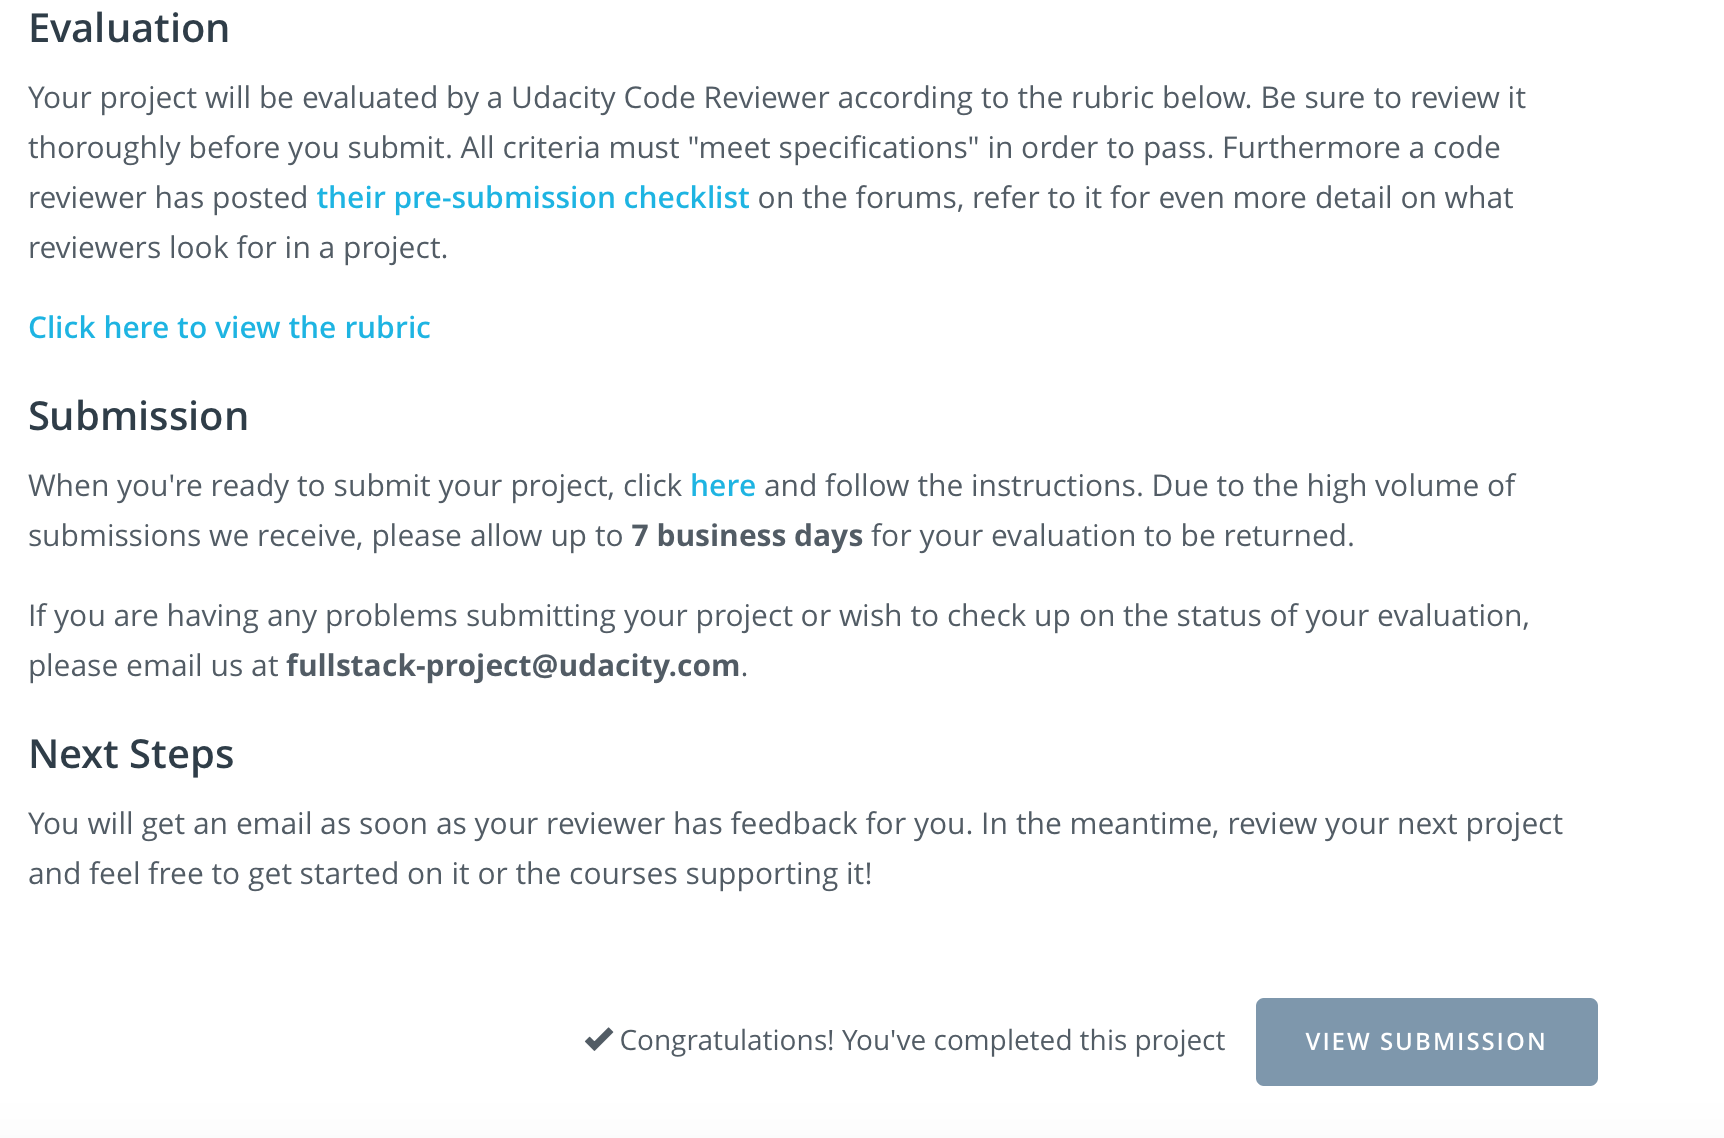 Evaluation
Your project will be evaluated by a Udacity Code Reviewer according to the rubric below. Be sure to review it
thoroughly before you submit. All criteria must "meet specifications" in order to pass. Furthermore a code
reviewer has posted their pre-submission checklist on the forums, refer to it for even more detail on what
reviewers look for in a project.
Click here to view the rubric
Submission
When you're ready to submit your project, click here and follow the instructions. Due to the high volume of
submissions we receive, please allow up to 7 business days for your evaluation to be returned.
If you are having any problems submitting your project or wish to check up on the status of your evaluation,
please email us at fullstack-project@udacity.com.
Next Steps
You will get an email as soon as your reviewer has feedback for you. In the meantime, review your next project
and feel free to get started on it or the courses supporting it!
✔ Congratulations! You've completed this project
VIEW SUBMISSION